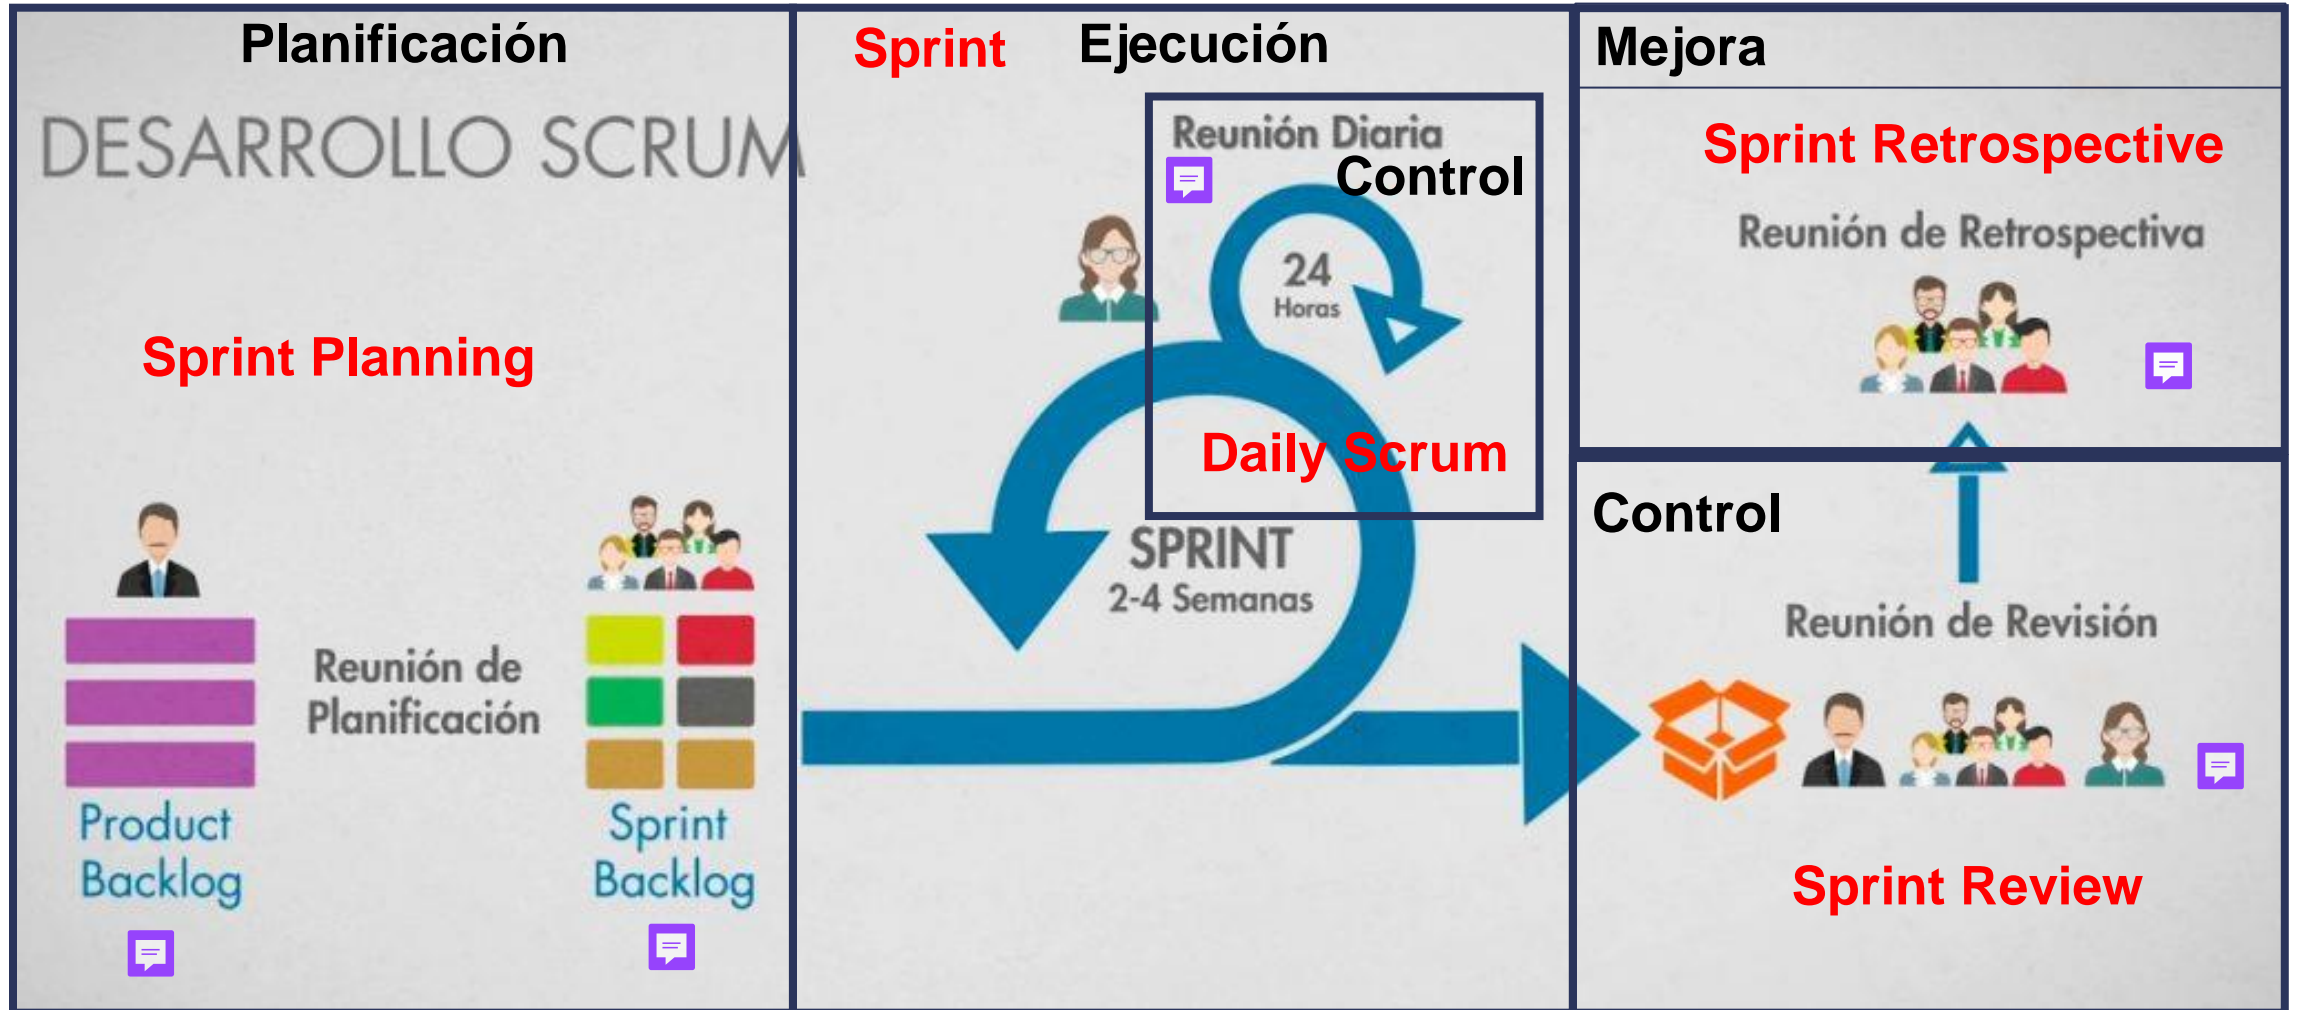 Planificación
DESARROLLO SCRUM
Sprint Planning
Reunión de
Planificación
Product
Backlog
Sprint
Backlog
Sprint
Ejecución
Reunión Diaria
Control
24
Horas
Daily Scrum
SPRINT
2-4 Semanas
Mejora
Sprint Retrospective
Reunión de Retrospectiva
Control
Reunión de Revisión
Sprint Review